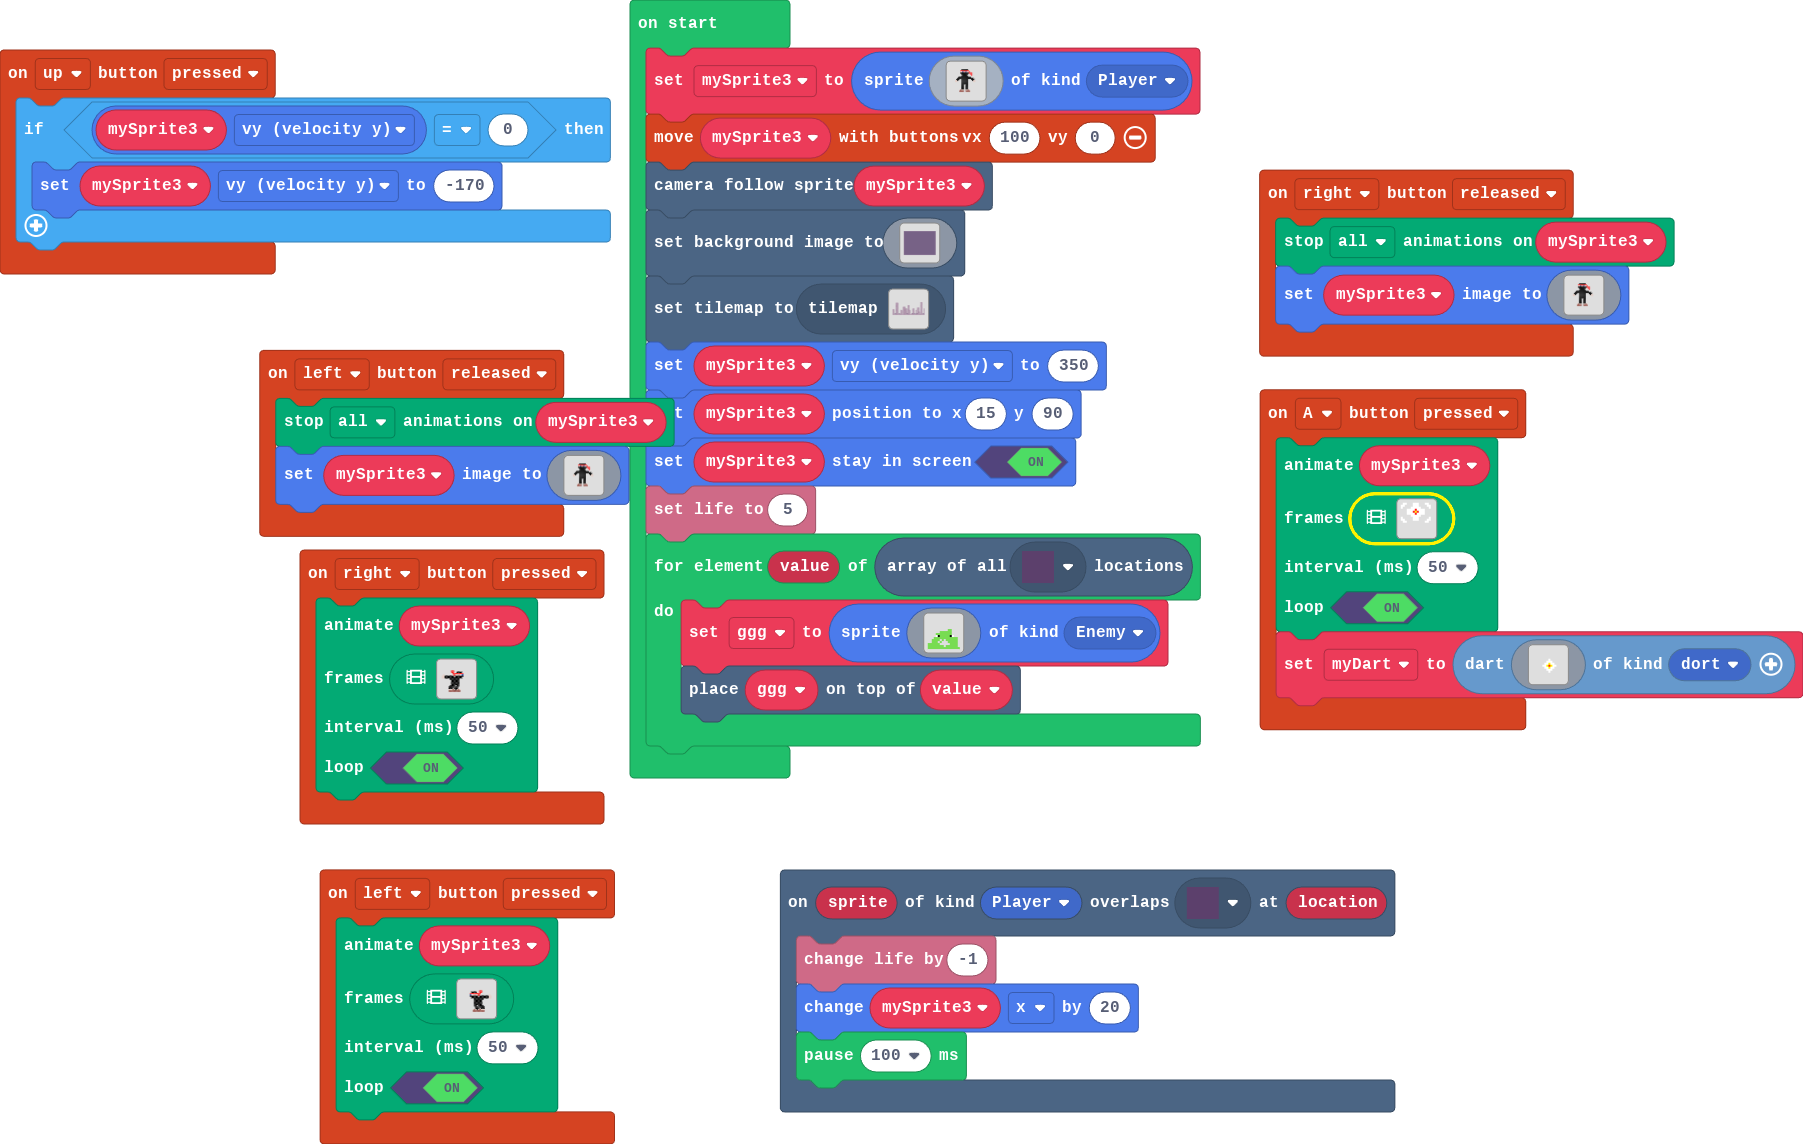 on up button pressed
if mySprite3 vy (velocity y) = 0 then
set mySprite3 vy (velocity y) to -170
on left button released
stop all animations on mySprite3
set mySprite3 image to
on right button pressed
animate mySprite3
frames
interval (ms) 50
loop ON
on left button pressed
animate mySprite3
frames
interval (ms) 50
loop ON
on start
set mySprite3 to sprite of kind Player
move mySprite3 with buttons vx 100 vy 0
camera follow sprite mySprite3
set background image to
set tilemap to tilemap
set mySprite3 vy (velocity y) to 350
t mySprite3 position to x 15 y 90
set mySprite3 stay in screen ON
set life to 5
for element value of array of all locations
do
set ggg to sprite of kind Enemy
place ggg on top of value
on sprite of kind Player overlaps at location
change life by -1
change mySprite3 x by 20
pause 100 ms
on right button released
stop all animations on mySprite3
set mySprite3 image to
on A button pressed
animate mySprite3
frames
interval (ms) 50
loop ON
set myDart to dart of kind dort